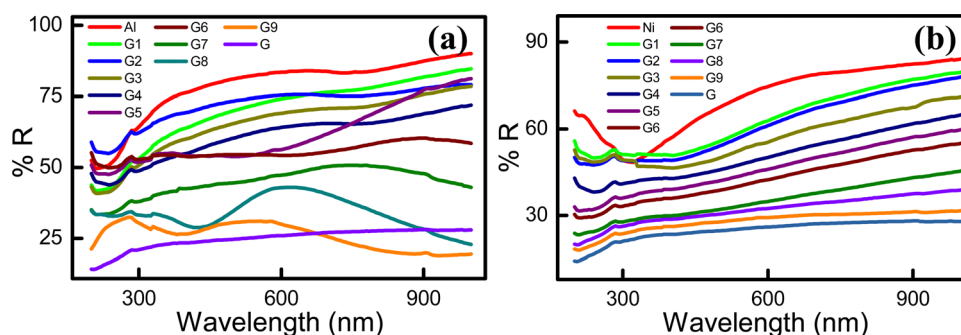 (a)
% R
100
75
50
25
300
600
900
Wavelength (nm)
Al
G1
G2
G3
G4
G5
G6
G7
G8
G9
G
(b)
% R
90
60
30
300
600
900
Wavelength (nm)
Ni
G1
G2
G3
G4
G5
G6
G6
G7
G8
G9
G